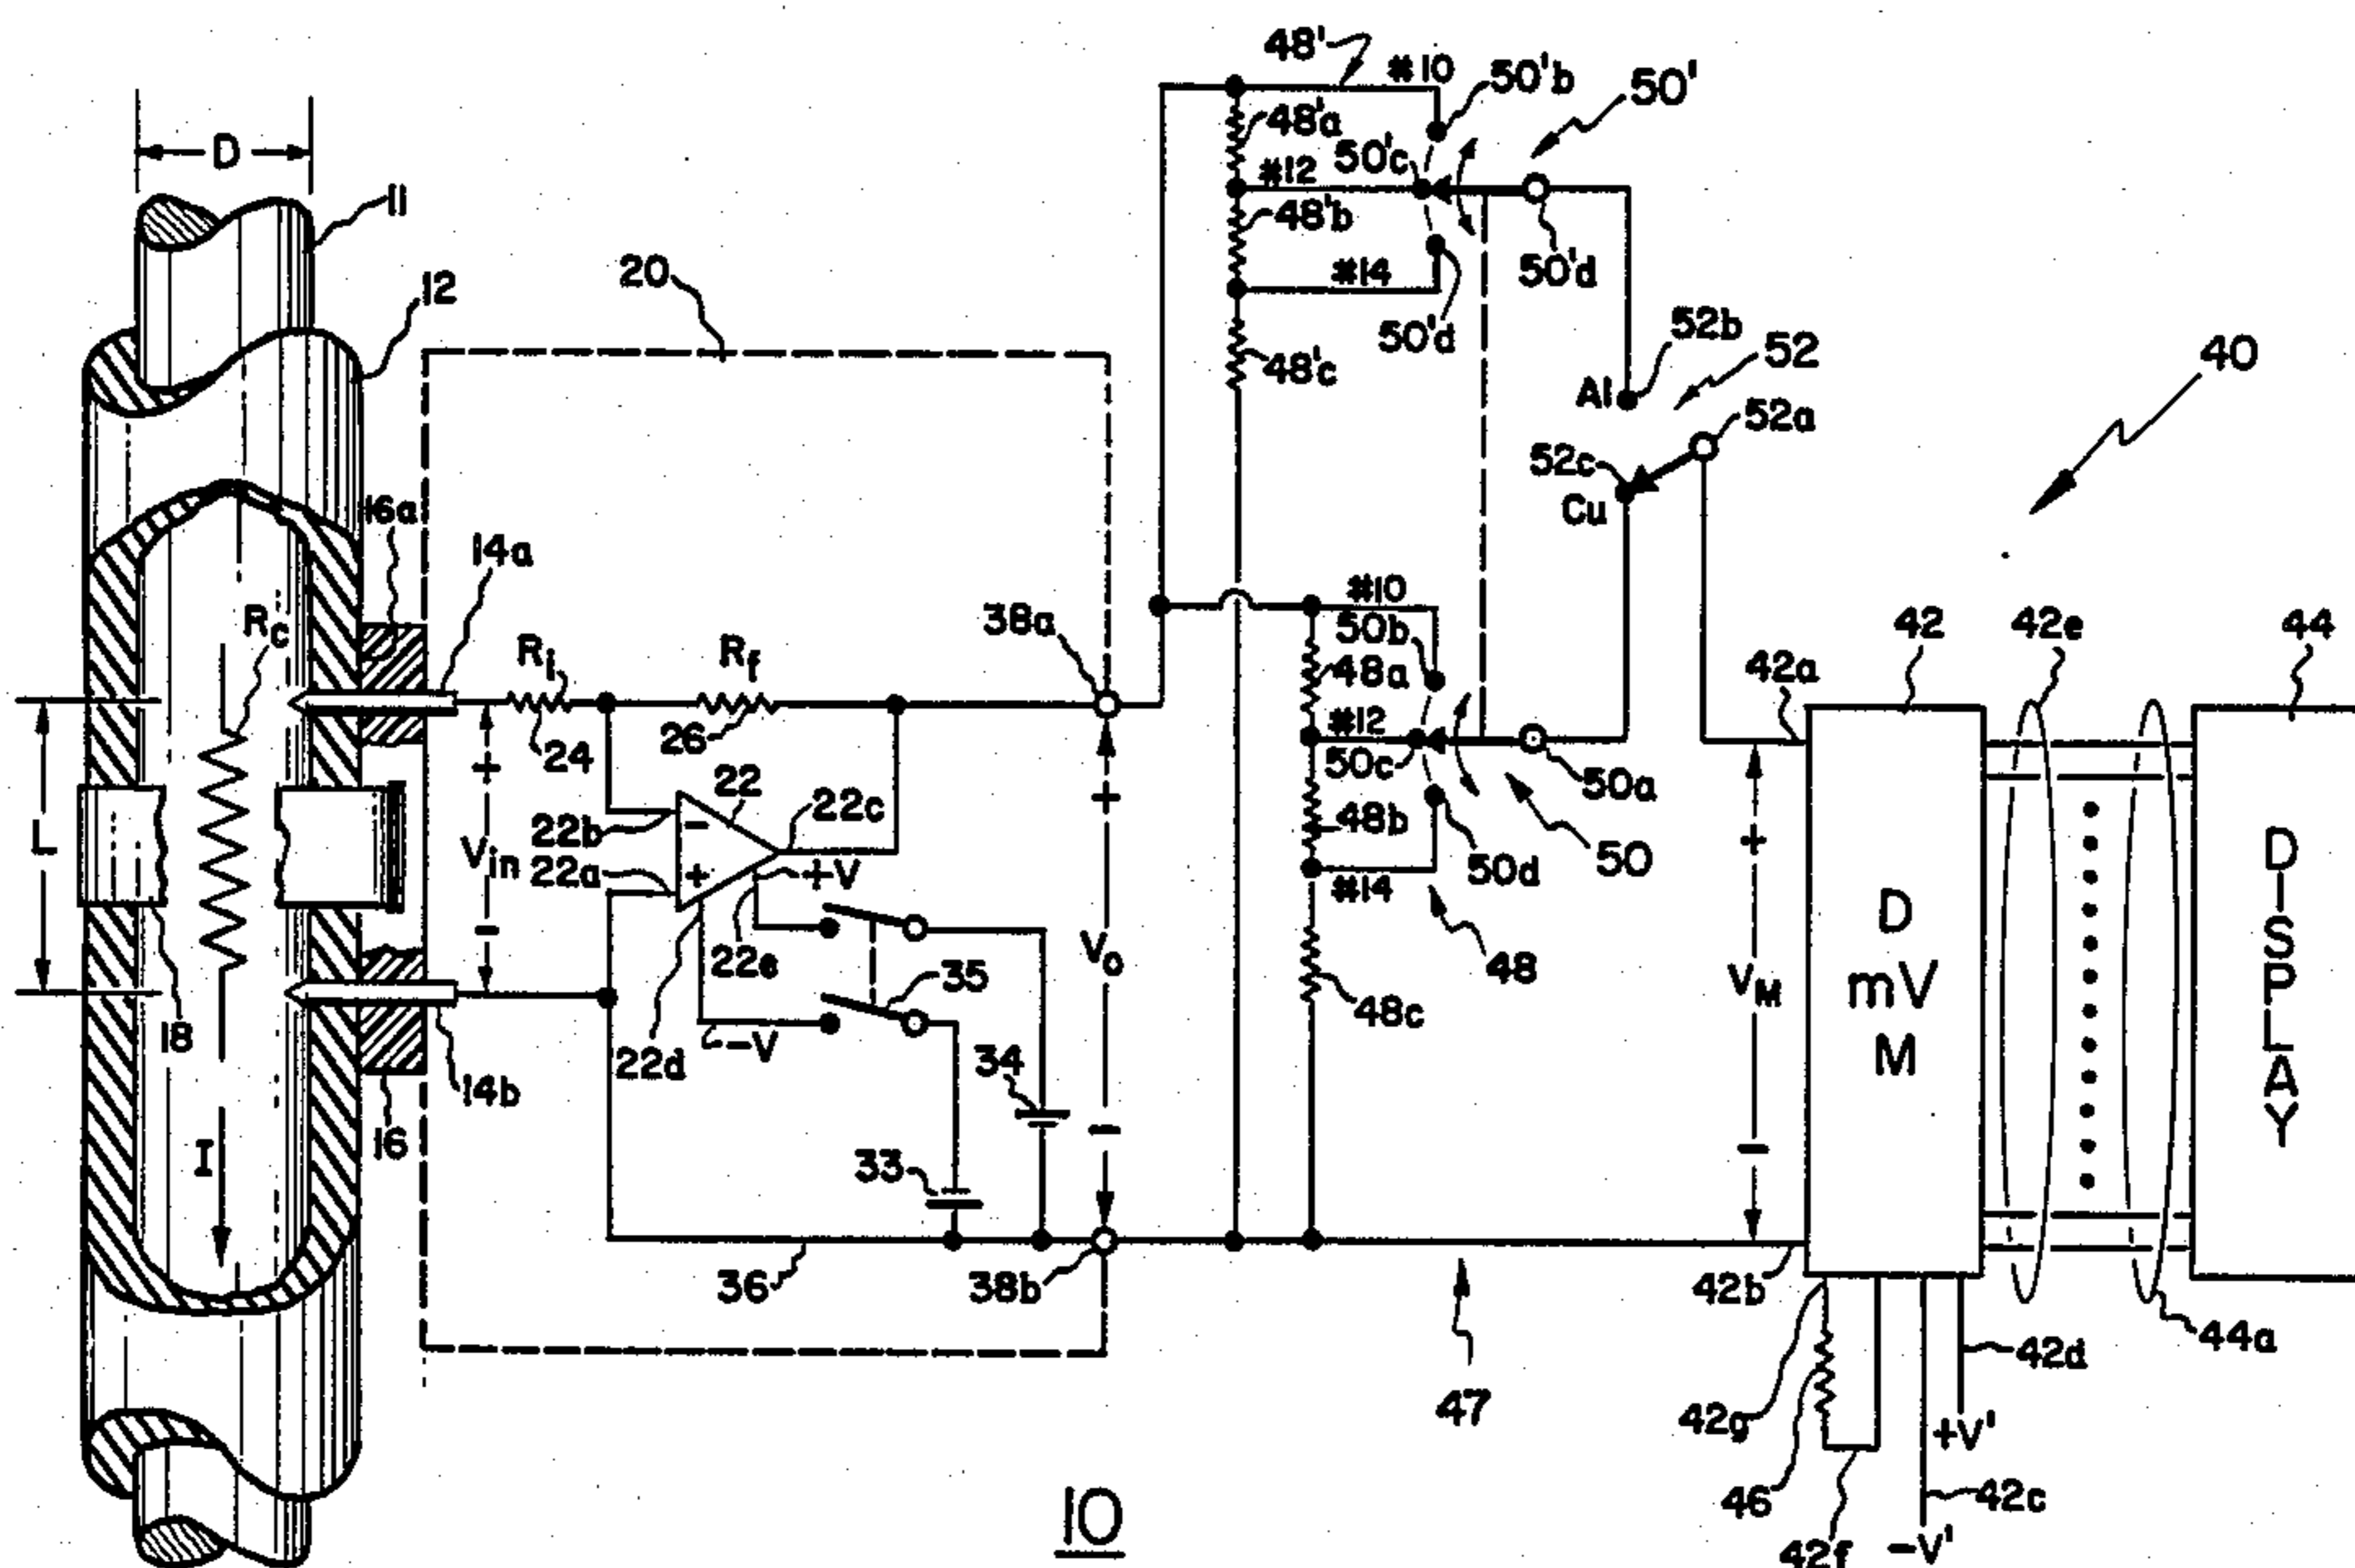 48'
#10
50'b
50'
D
48'a
50'c
11
#12
48'b
20
12
#14
50'd
50'd
52b
52
40
48'c
Al
52a
52c
Cu
16a
14a
Rc
38a
#10
50b
42
42e
44
Ri
Rf
48a
42a
24
26
#12
50c
50a
+
22
22c
+
L
22b
-
48b
50d
50
+
Vin
22a
+
+V
#14
D
mV
M
DISPLAY
-
22e
35
Vo
48
VM
48c
18
22d
-V
34
14b
16
-
-
I
33
36
38b
42b
44a
42d
47
42g
+V'
46
42c
10
42f
-V'